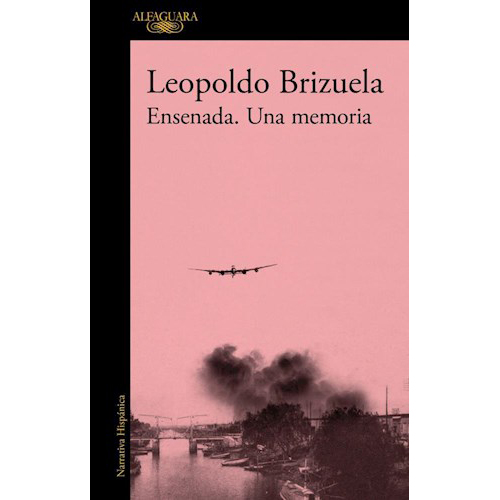 ALFAGUARA
Leopoldo Brizuela
Ensenada. Una memoria
Narrativa Hispánica